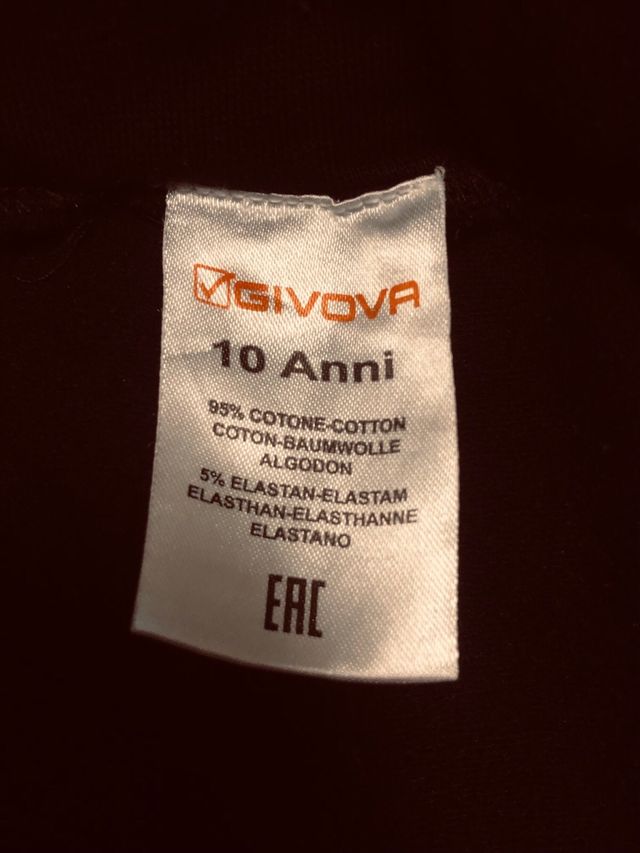 GIVOVA
10 Anni
95% COTONE-COTTON
COTON-BAUMWOLLE
ALGODON
5% ELASTAN-ELASTAM
ELASTHAN-ELASTHANNE
ELASTANO
EAC